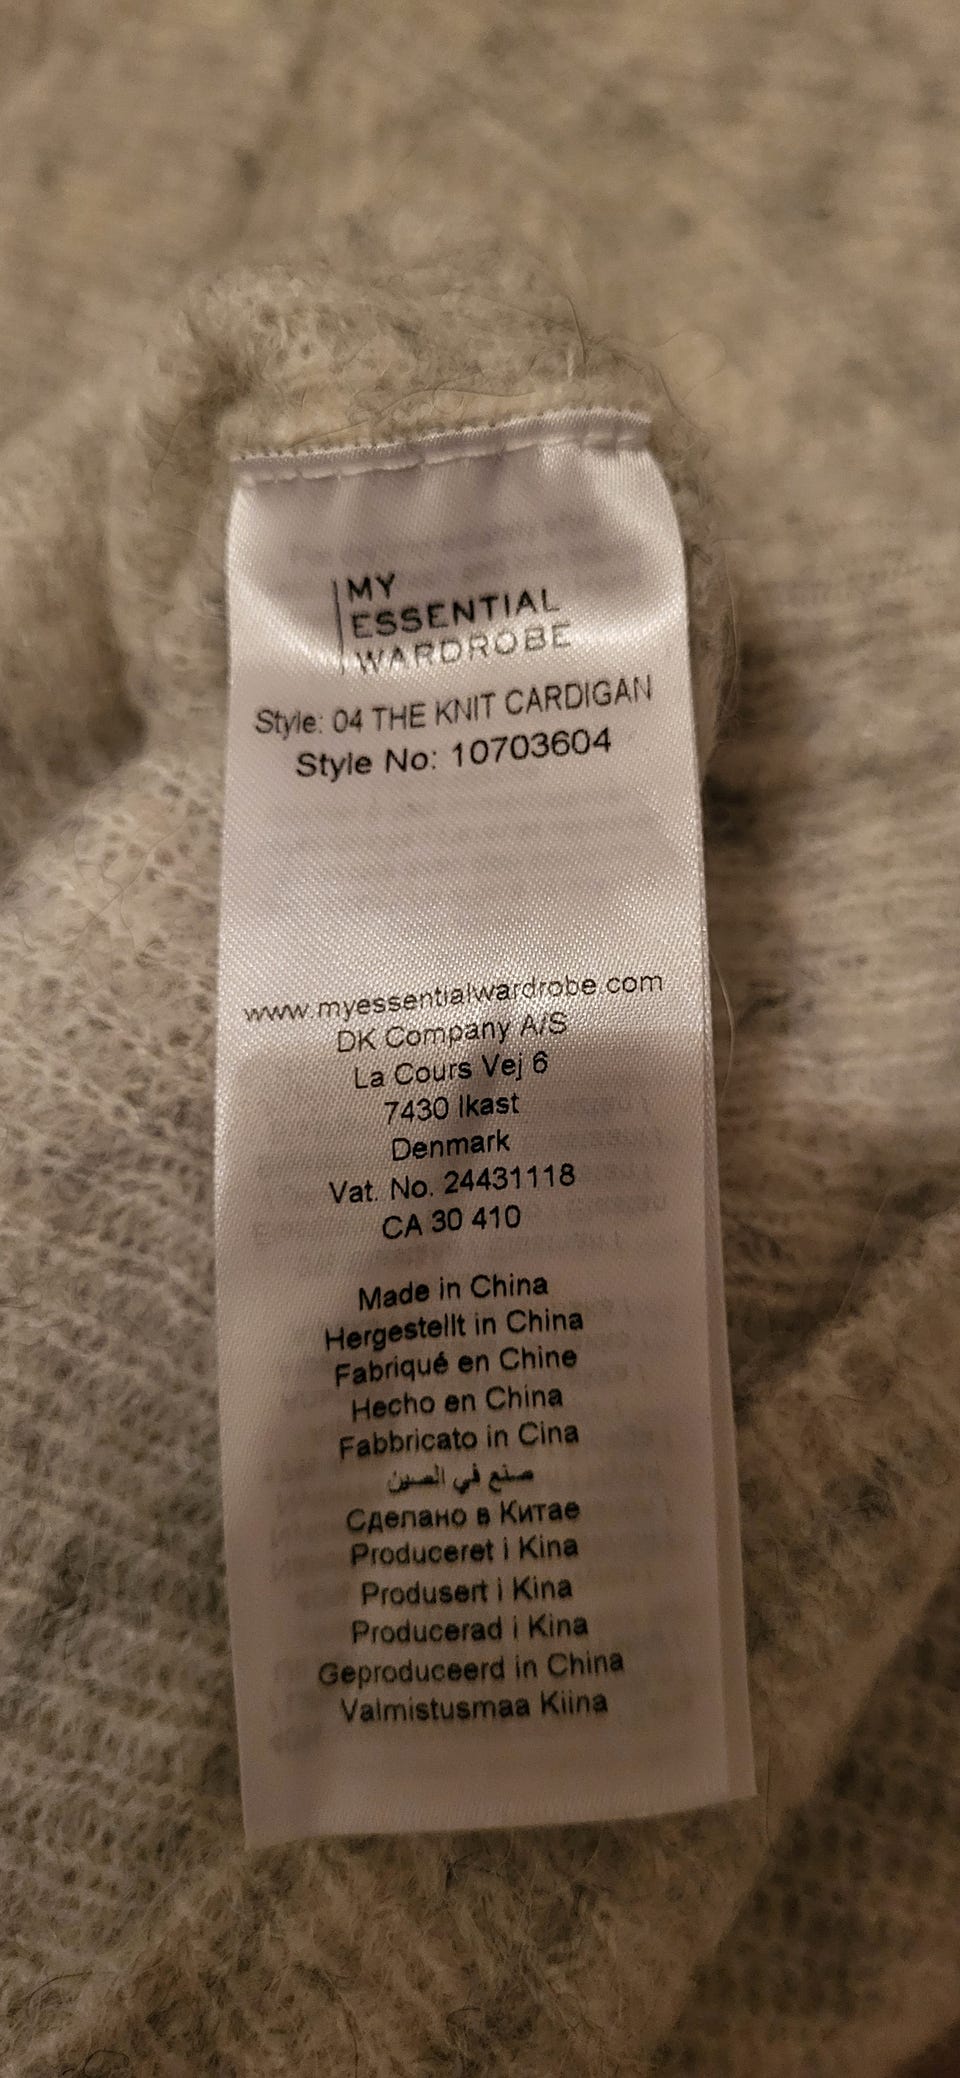 MY
ESSENTIAL
WARDROBE
Style: 04 THE KNIT CARDIGAN
Style No: 10703604
www.myessentialwardrobe.com
DK Company A/S
La Cours Vej 6
7430 Ikast
Denmark
Vat. No. 24431118
CA 30 410
Made in China
Hergestellt in China
Fabriqué en Chine
Hecho en China
Fabbricato in Cina
صنع في الصين
Сделано в Китае
Produceret i Kina
Produsert i Kina
Producerad i Kina
Geproduceerd in China
Valmistusmaa Kiina